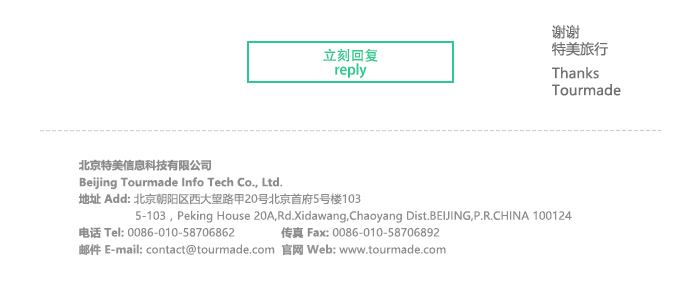 谢谢
特美旅行
Thanks
Tourmade
立刻回复
reply
北京特美信息科技有限公司
Beijing Tourmade Info Tech Co., Ltd.
地址 Add: 北京朝阳区西大望路甲20号北京首府5号楼103
5-103，Peking House 20A,Rd.Xidawang,Chaoyang Dist.BEIJING,P.R.CHINA 100124
电话 Tel: 0086-010-58706862 传真 Fax: 0086-010-58706892
邮件 E-mail: contact@tourmade.com 官网 Web: www.tourmade.com